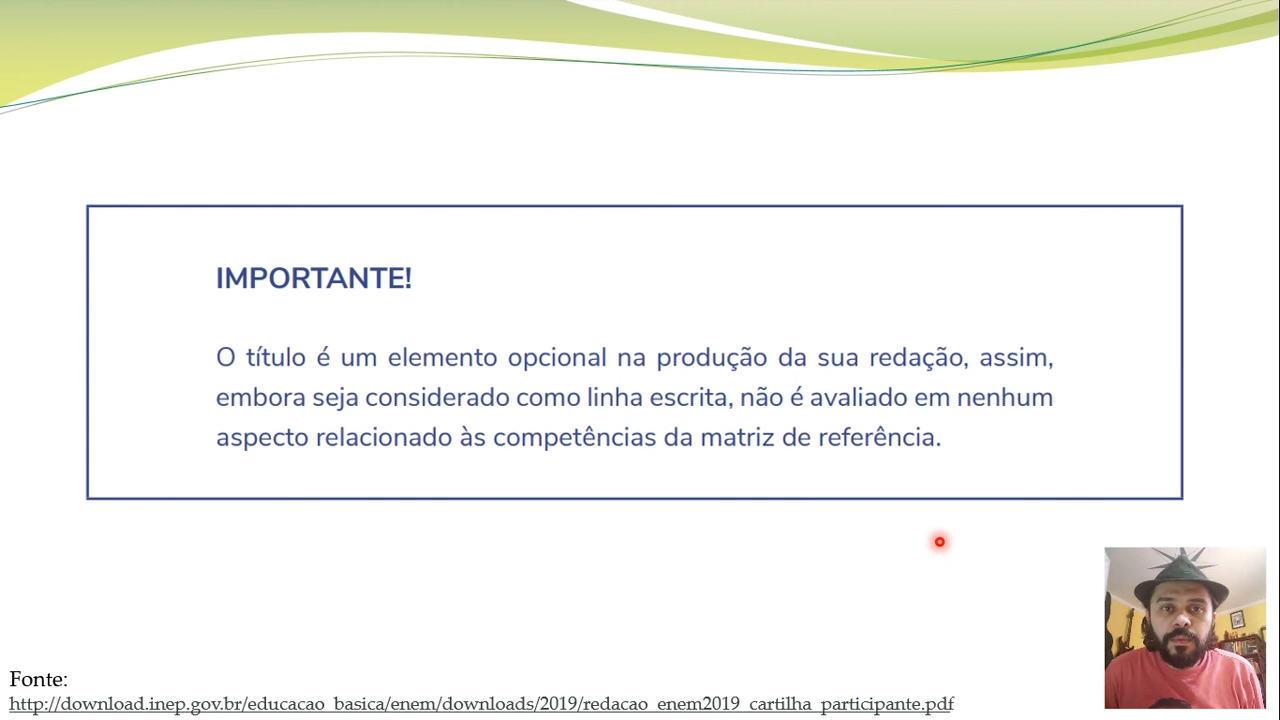 IMPORTANTE!
O título é um elemento opcional na produção da sua redação, assim,
embora seja considerado como linha escrita, não é avaliado em nenhum
aspecto relacionado às competências da matriz de referência.
Fonte:
http://download.inep.gov.br/educacao_basica/enem/downloads/2019/redacao_enem2019_cartilha_participante.pdf